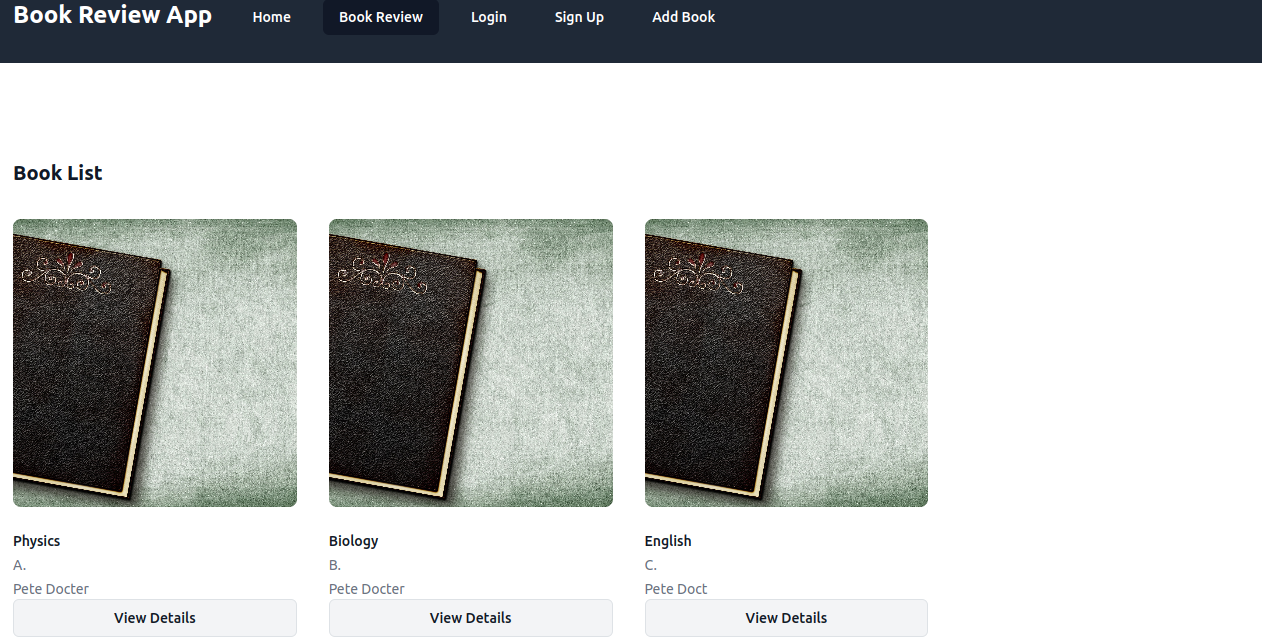 Book Review App Home Book Review Login Sign Up Add Book
Book List
Physics
A.
Pete Docter
View Details
Biology
B.
Pete Docter
View Details
English
C.
Pete Doct
View Details